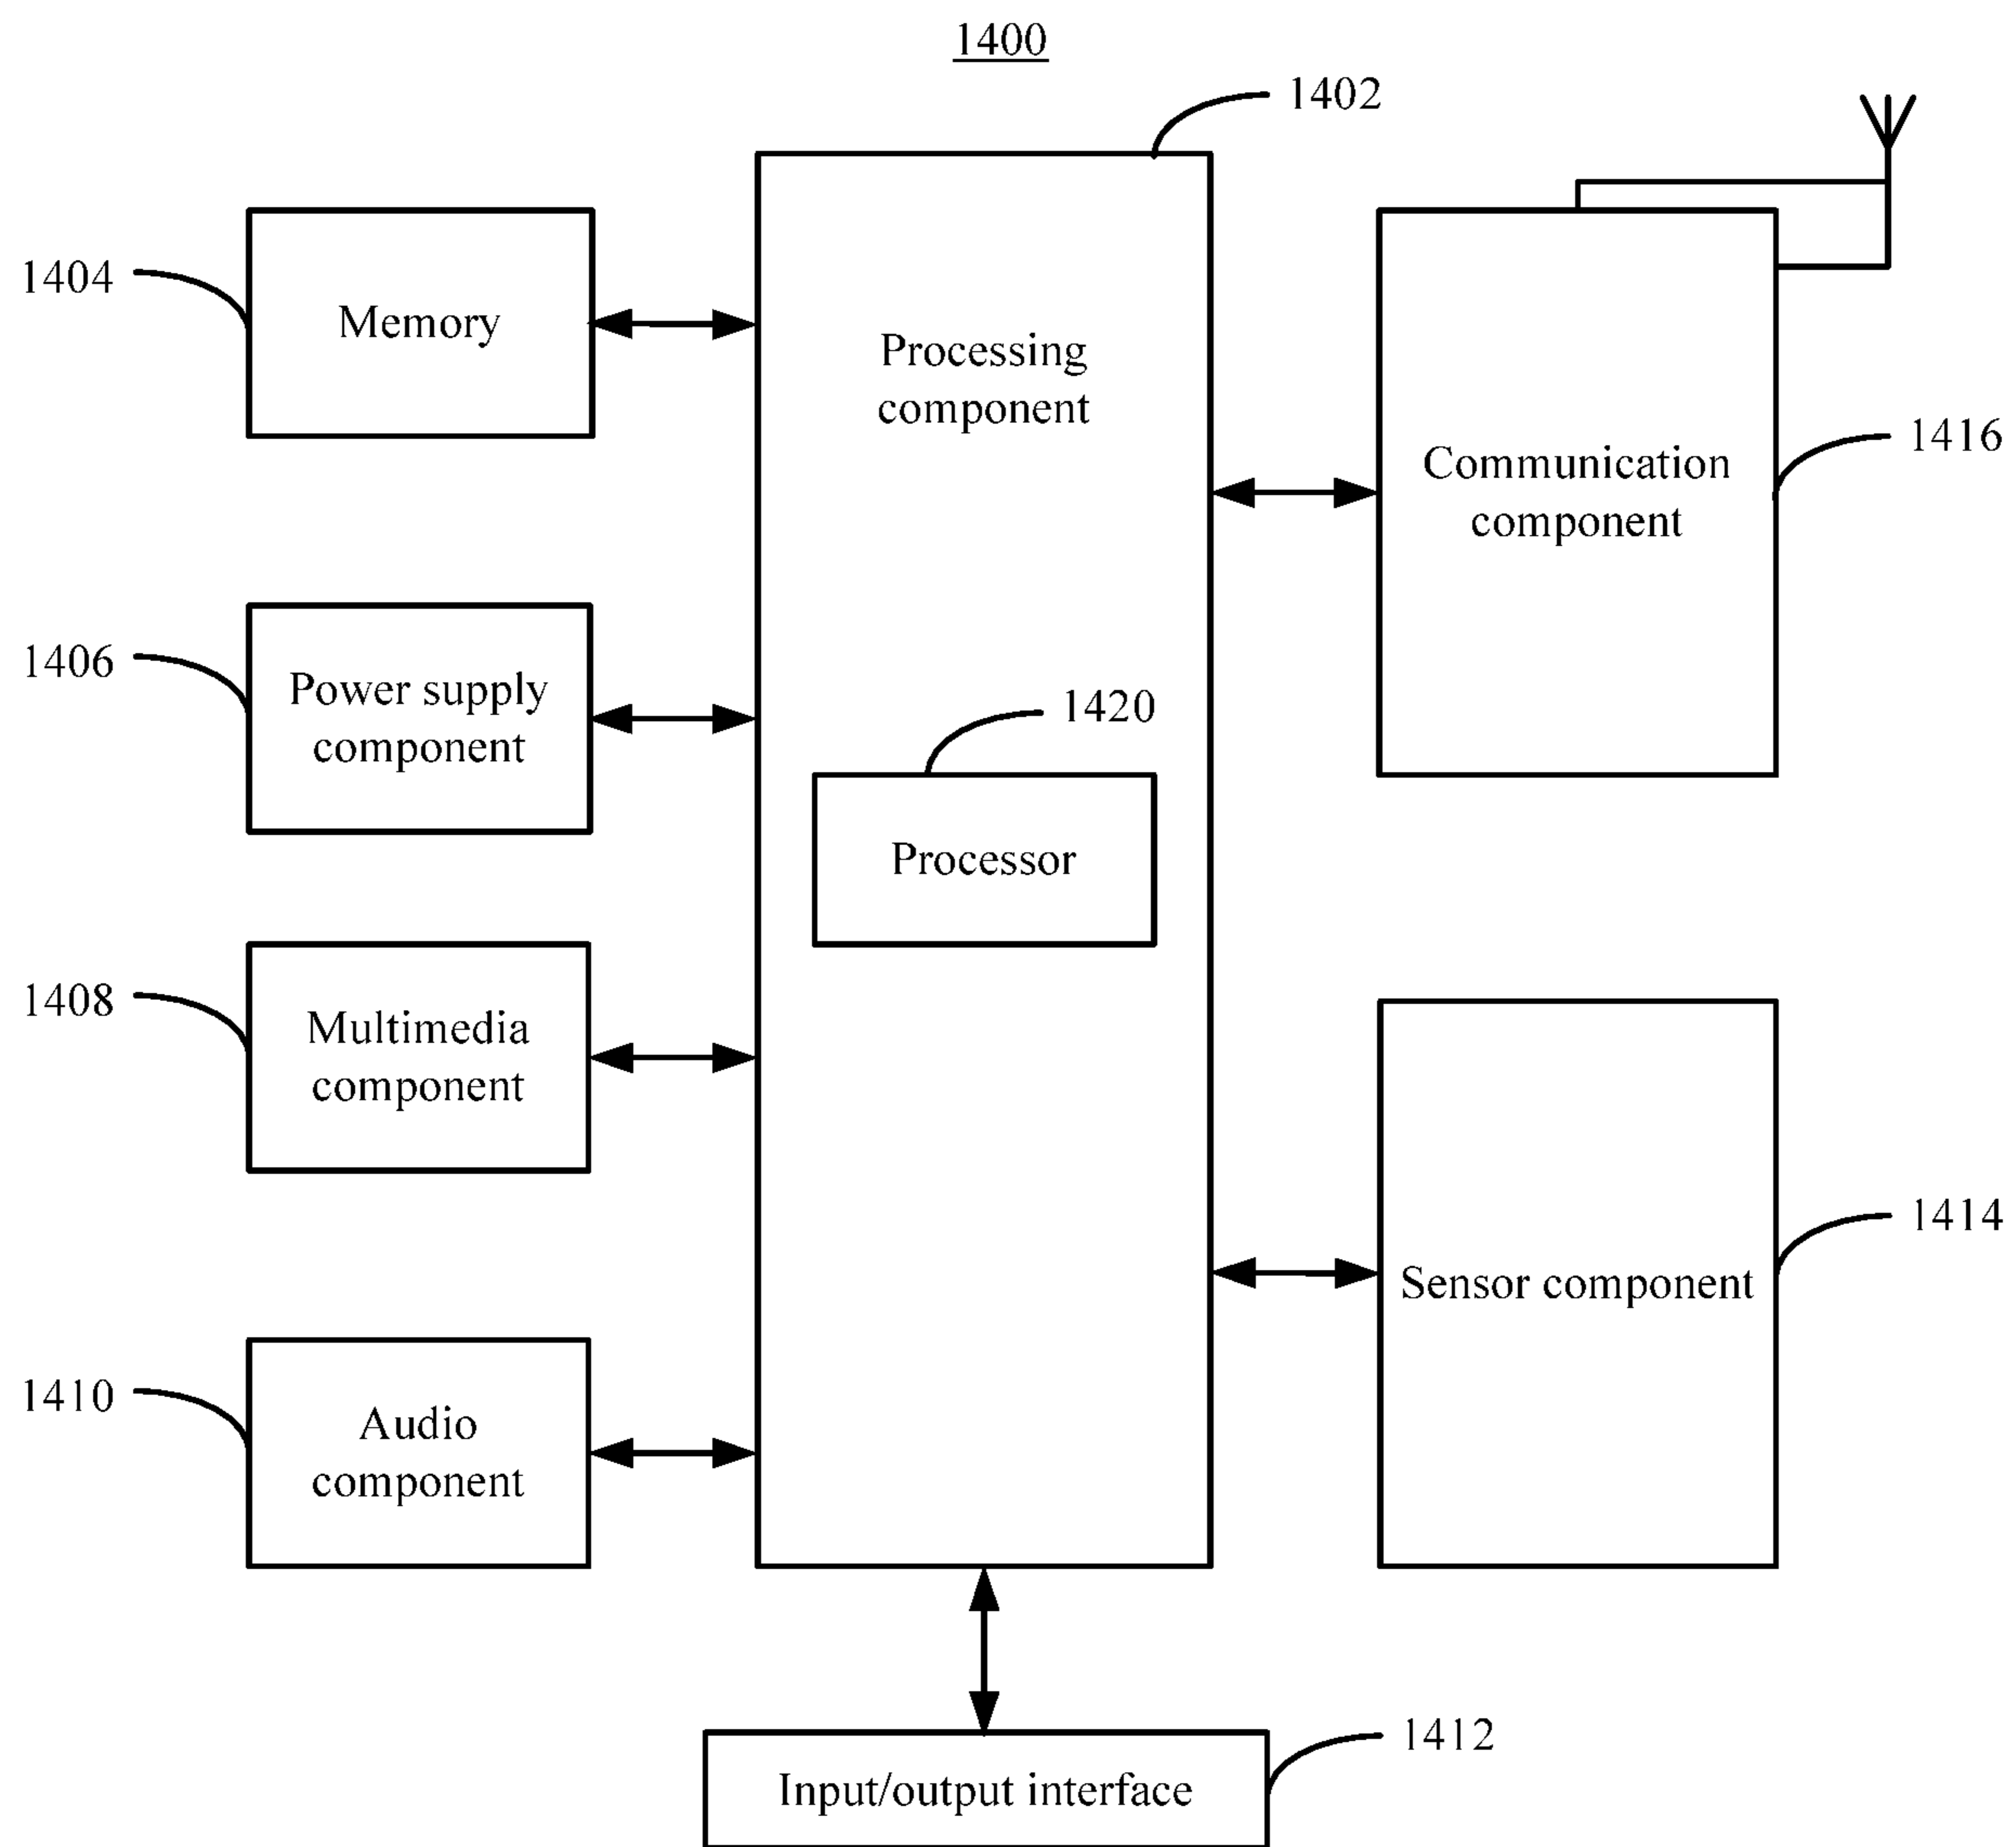 1400
1402
1404
Memory
Processing
component
Communication
component
1416
1406
Power supply
component
1420
Processor
1408
Multimedia
component
1414
Sensor component
1410
Audio
component
1412
Input/output interface